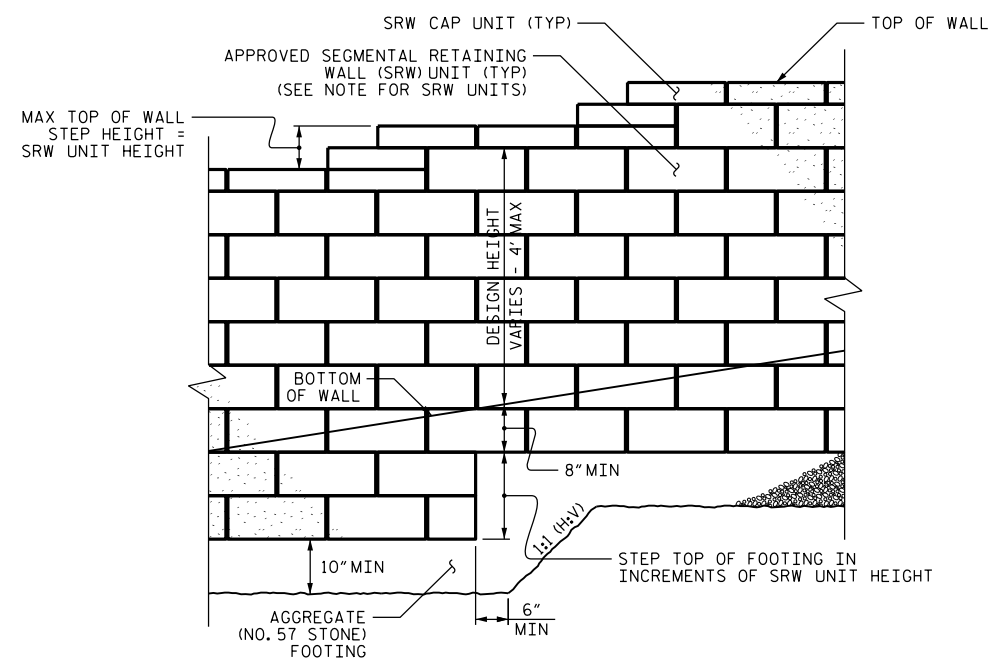 SRW CAP UNIT (TYP)
TOP OF WALL
APPROVED SEGMENTAL RETAINING
WALL (SRW) UNIT (TYP)
(SEE NOTE FOR SRW UNITS)
MAX TOP OF WALL
STEP HEIGHT =
SRW UNIT HEIGHT
DESIGN HEIGHT
VARIES - 4' MAX
BOTTOM
OF WALL
8" MIN
1:1 (H:V)
STEP TOP OF FOOTING IN
INCREMENTS OF SRW UNIT HEIGHT
10" MIN
AGGREGATE
(NO. 57 STONE)
FOOTING
6"
MIN